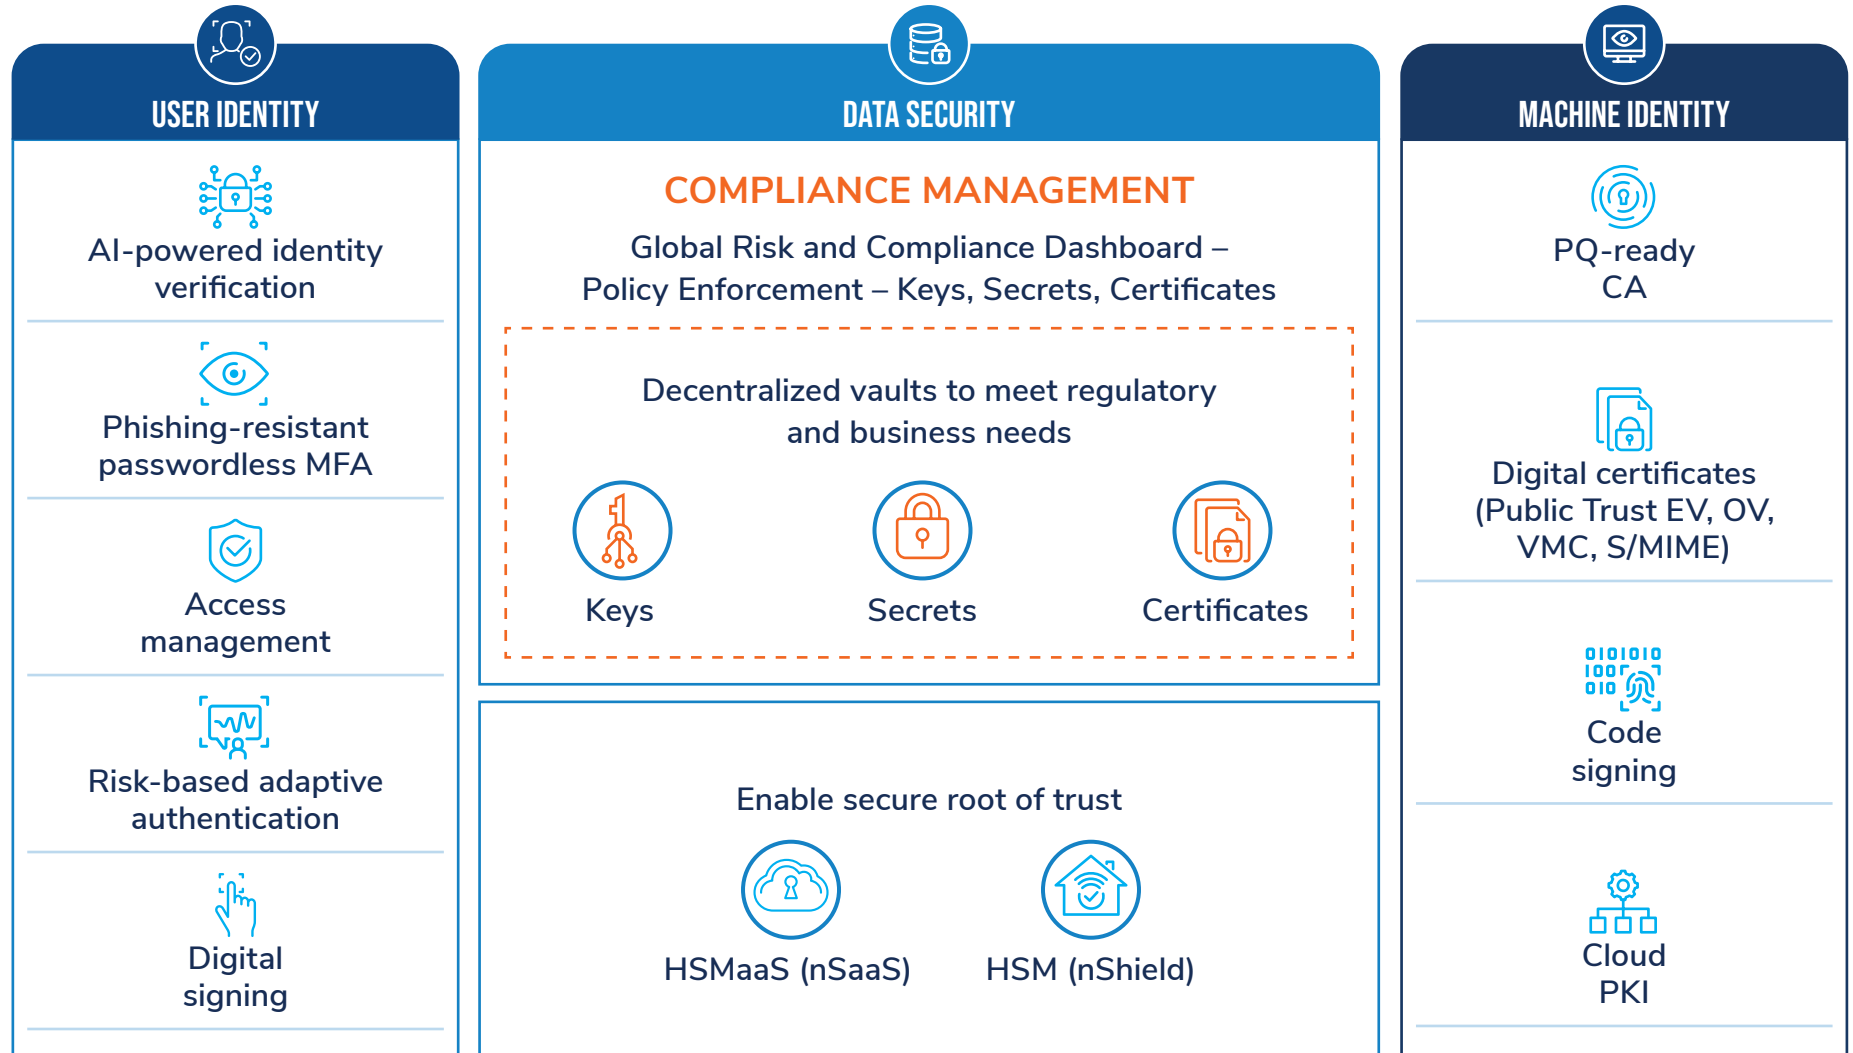 USER IDENTITY
AI-powered identity
verification
Phishing-resistant
passwordless MFA
Access
management
Risk-based adaptive
authentication
Digital
signing
DATA SECURITY
COMPLIANCE MANAGEMENT
Global Risk and Compliance Dashboard –
Policy Enforcement – Keys, Secrets, Certificates
Decentralized vaults to meet regulatory
and business needs
Keys
Secrets
Certificates
Enable secure root of trust
HSMaaS (nSaaS)
HSM (nShield)
MACHINE IDENTITY
PQ-ready
CA
Digital certificates
(Public Trust EV, OV,
VMC, S/MIME)
0101010
100
010
Code
signing
Cloud
PKI